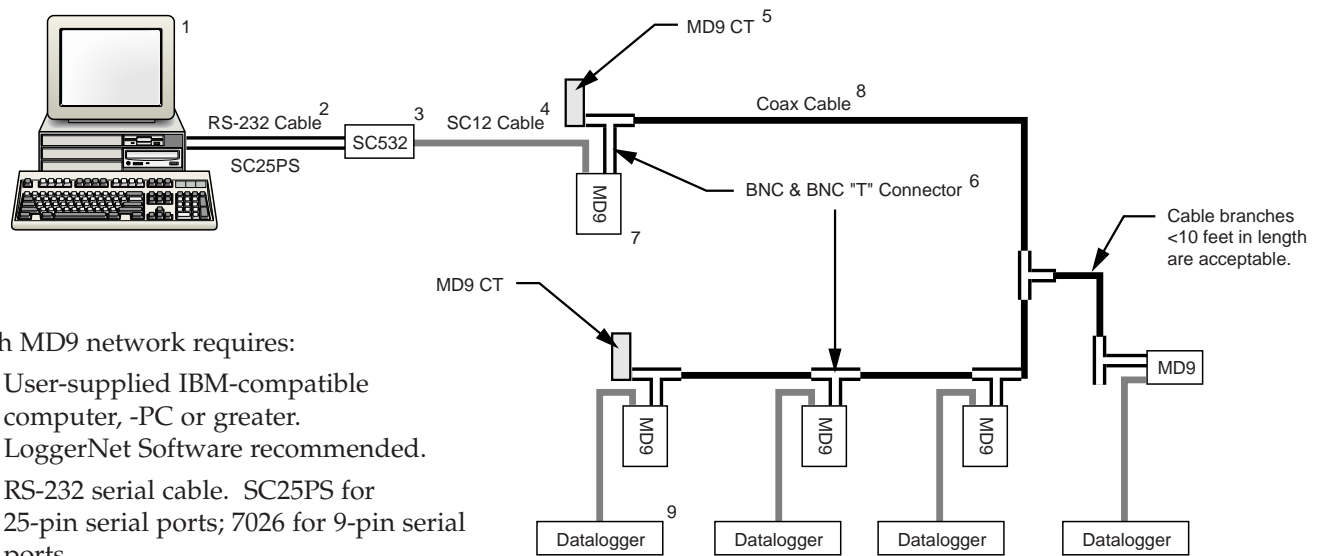 1
MD9 CT 5
RS-232 Cable 2
3
SC12 Cable 4
Coax Cable 8
SC532
SC25PS
MD9
7
BNC & BNC "T" Connector 6
Cable branches
<10 feet in length
are acceptable.
MD9 CT
MD9
MD9
MD9
MD9
9
Datalogger
Datalogger
Datalogger
Datalogger
MD9 network requires:
User-supplied IBM-compatible
computer, -PC or greater.
LoggerNet Software recommended.
RS-232 serial cable. SC25PS for
25-pin serial ports; 7026 for 9-pin serial